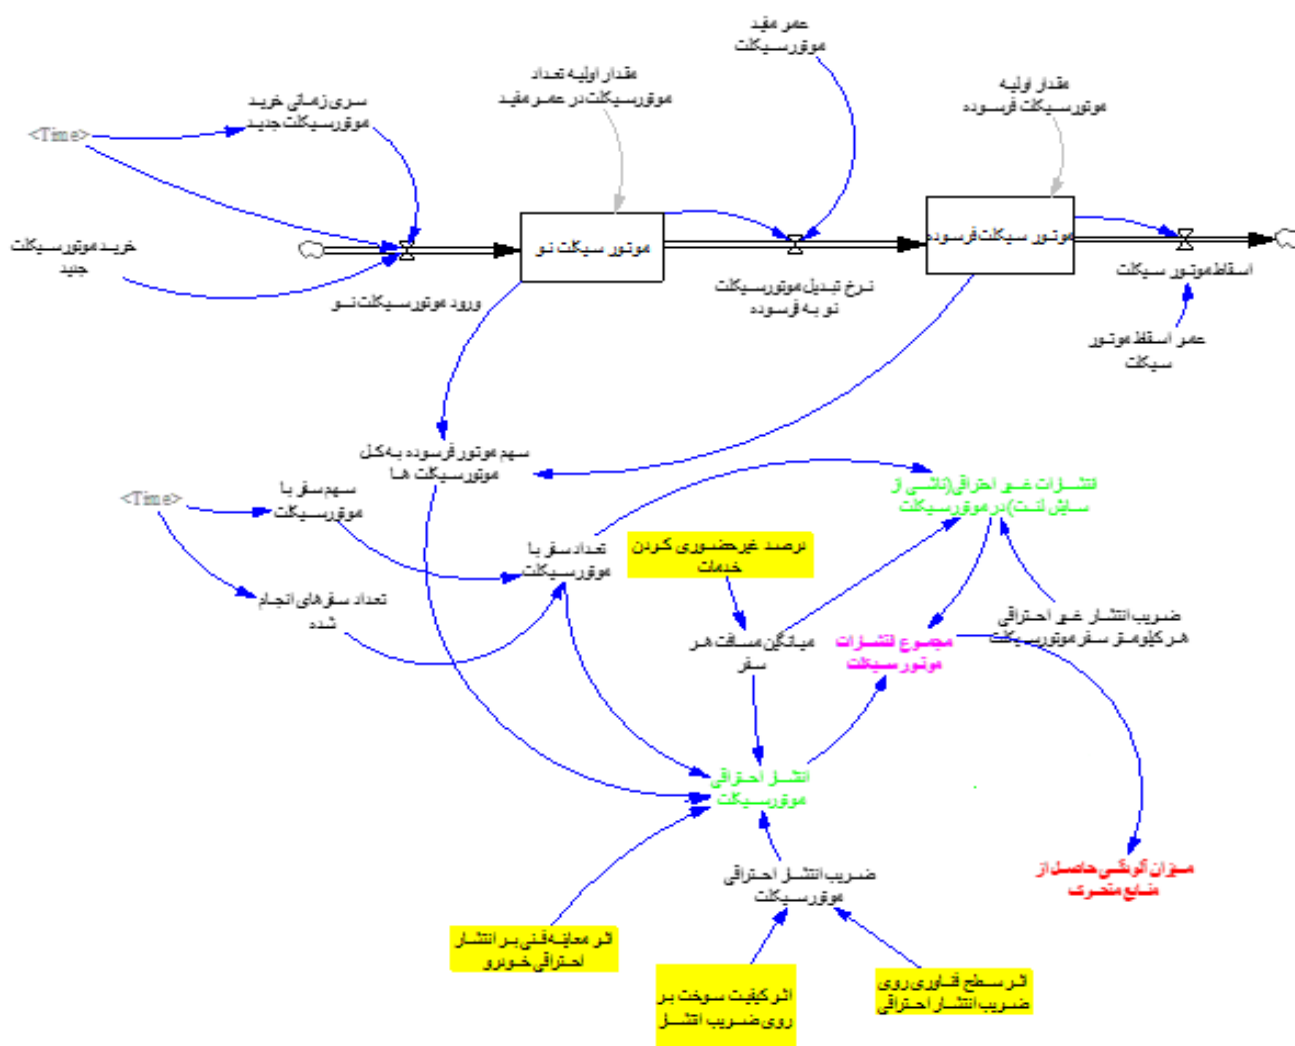 عمر مفید
موتورسیکلت
مقدار اولیه تعداد
موتورسیکلت در عمر مفید
مقدار اولیه
موتورسیکلت فرسوده
سری زمانی خرید
موتورسیکلت جدید
<Time>
موتور سیکلت نو
موتور سیکلت فرسوده
خرید موتورسیکلت
جدید
ورود موتورسیکلت نو
نرخ تبدیل موتورسیکلت
نو به فرسوده
اسقاط موتور سیکلت
عمر اسقاط موتور
سیکلت
سهم موتور فرسوده به کل
موتورسیکلت ها
<Time>
سهم سفر با
موتورسیکلت
انتشارات غیر احتراقی(ناشی از
سایش لنت) در موتورسیکلت
تعداد سفر با
موتورسیکلت
درصد غیرحضوری کردن
خدمات
تعداد سفرهای انجام
شده
میانگین مسافت هر
سفر
مجموع انتشارات
موتور سیکلت
ضریب انتشار غیر احتراقی
هر کیلومتر سفر موتورسیکلت
انتشار احتراقی
موتورسیکلت
ضریب انتشار احتراقی
موتورسیکلت
میزان آلودگی حاصل از
منابع متحرک
اثر معاینه فنی بر انتشار
احتراقی خودرو
اثر کیفیت سوخت بر
روی ضریب انتشار
اثر سطح فناوری روی
ضریب انتشار احتراقی